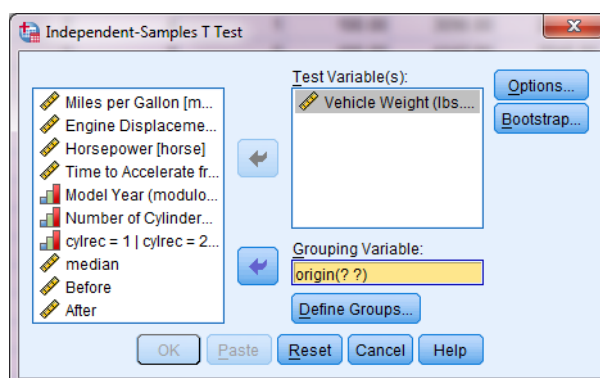 Independent-Samples T Test
Miles per Gallon [m...
Engine Displaceme...
Horsepower [horse]
Time to Accelerate fr...
Model Year (modulo...
Number of Cylinder...
cylrec = 1 | cylrec = 2...
median
Before
After
Test Variable(s):
Vehicle Weight (lbs....
Grouping Variable:
origin(? ?)
Define Groups...
Options...
Bootstrap...
OK Paste Reset Cancel Help